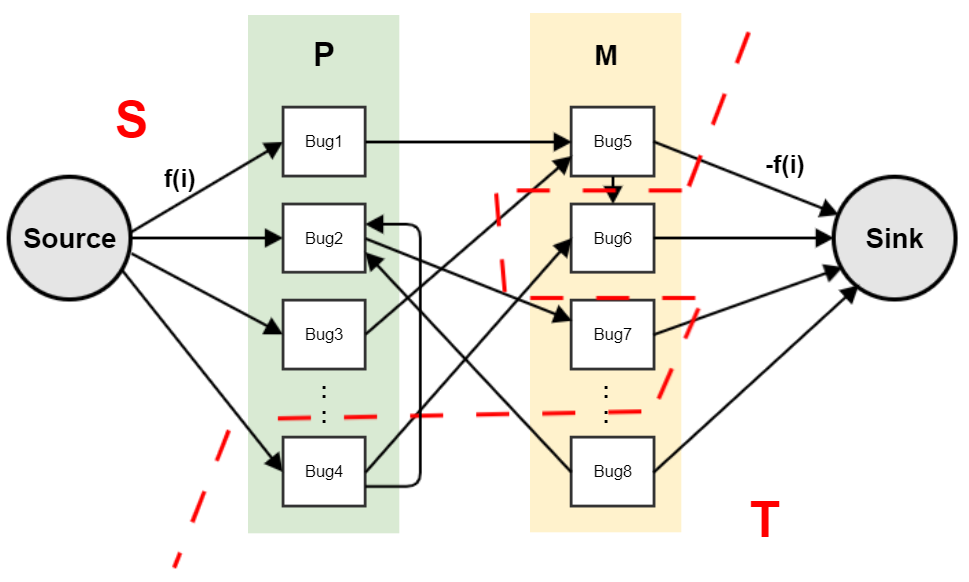 P
M
S
Bug1
Bug5
f(i)
-f(i)
Source
Bug2
Bug6
Sink
Bug3
Bug7
:
:
:
:
Bug4
Bug8
T